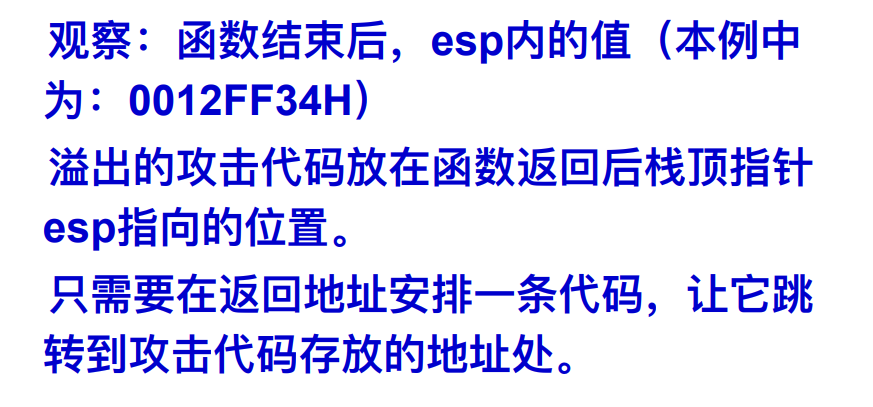 观察：函数结束后，esp内的值（本例中
为：0012FF34H）
溢出的攻击代码放在函数返回后栈顶指针
esp指向的位置。
只需要在返回地址安排一条代码，让它跳
转到攻击代码存放的地址处。